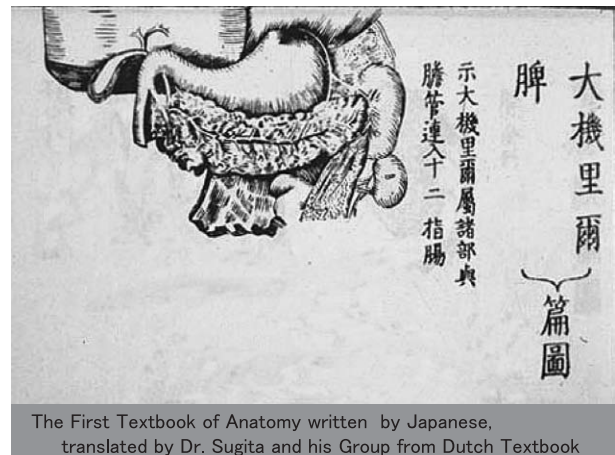 大機里爾
脾
篇圖
示大機里爾屬諸部與
膽管連入十二指腸
The First Textbook of Anatomy written by Japanese,
translated by Dr. Sugita and his Group from Dutch Textbook